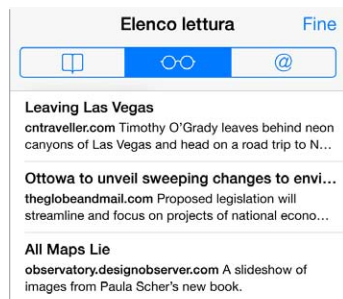 Elenco lettura
Fine
@
Leaving Las Vegas
cntraveller.com Timothy O'Grady leaves behind neon
canyons of Las Vegas and head on a road trip to N...
Ottowa to unveil sweeping changes to envi...
theglobeandmail.com Proposed legislation will
streamline and focus on projects of national econo...
All Maps Lie
observatory.designobserver.com A slideshow of
images from Paula Scher's new book.